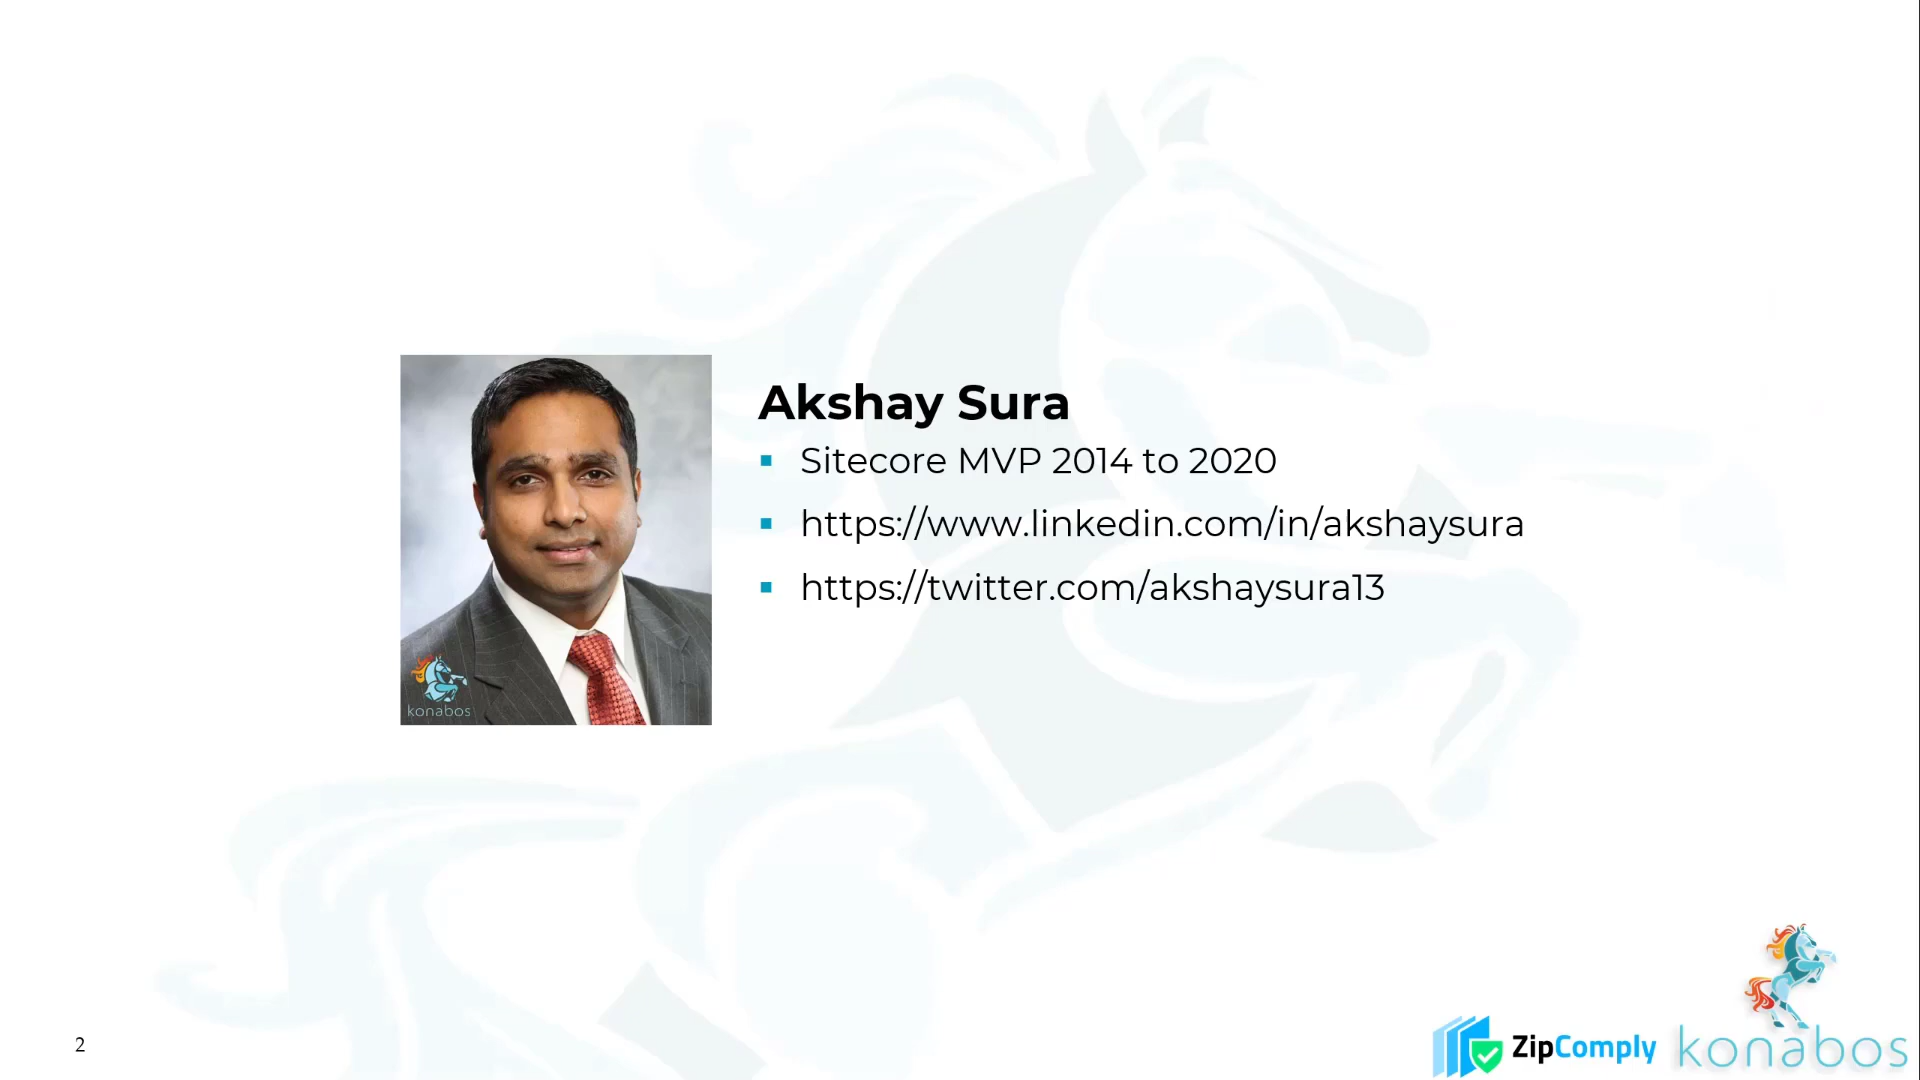 Akshay Sura
Sitecore MVP 2014 to 2020
https://www.linkedin.com/in/akshaysura
https://twitter.com/akshaysura13
konabos
2
ZipComply
konabos